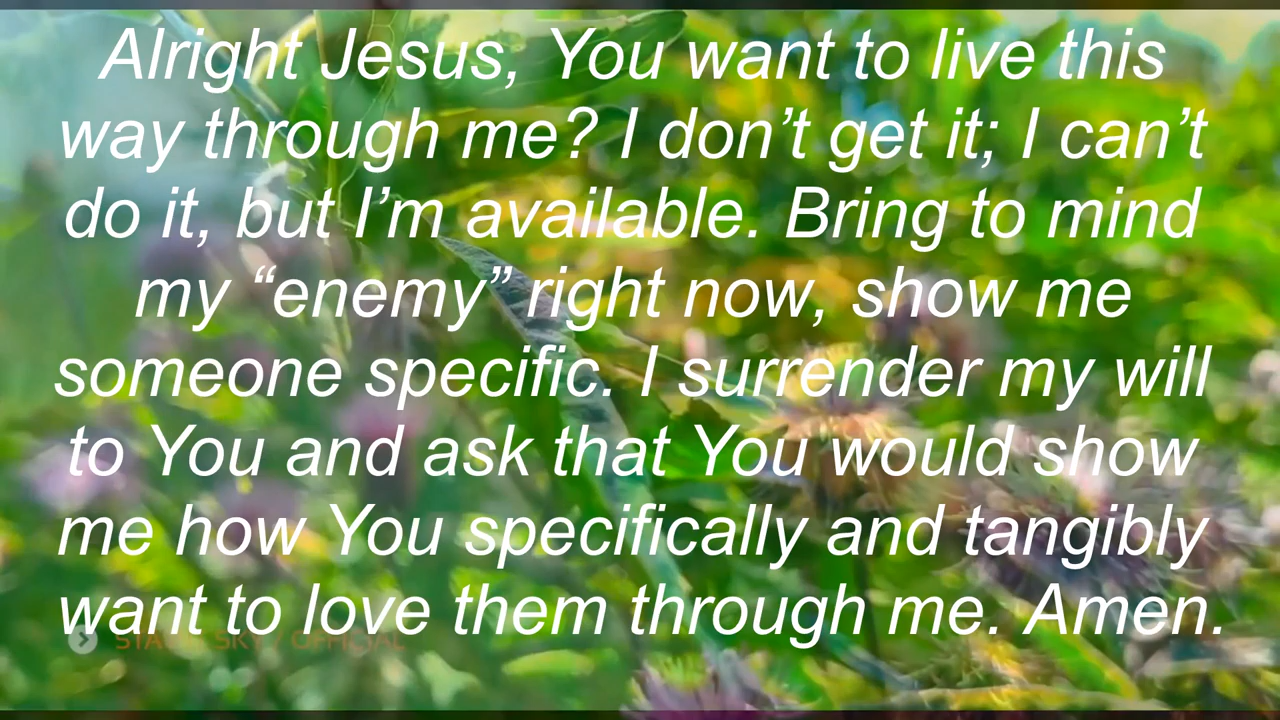 Alright Jesus, You want to live this
way through me? I don’t get it; I can’t
do it, but I’m available. Bring to mind
my “enemy” right now, show me
someone specific. I surrender my will
to You and ask that You would show
me how You specifically and tangibly
want to love them through me. Amen.